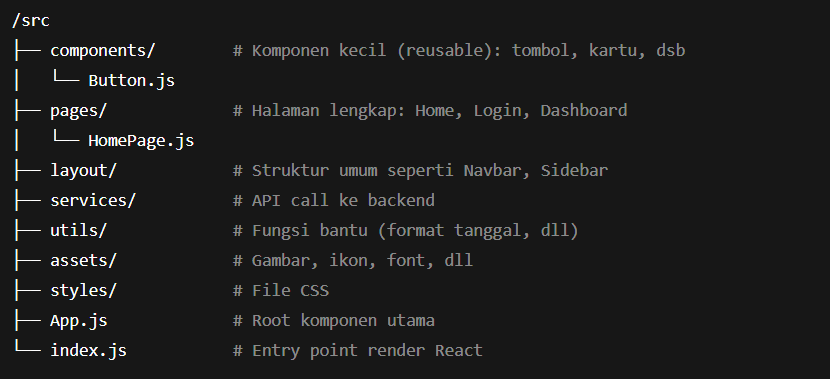 /src
├── components/        # Komponen kecil (reusable): tombol, kartu, dsb
│   └── Button.js
├── pages/             # Halaman lengkap: Home, Login, Dashboard
│   └── HomePage.js
├── layout/            # Struktur umum seperti Navbar, Sidebar
├── services/          # API call ke backend
├── utils/             # Fungsi bantu (format tanggal, dll)
├── assets/            # Gambar, ikon, font, dll
├── styles/            # File CSS
├── App.js             # Root komponen utama
└── index.js           # Entry point render React